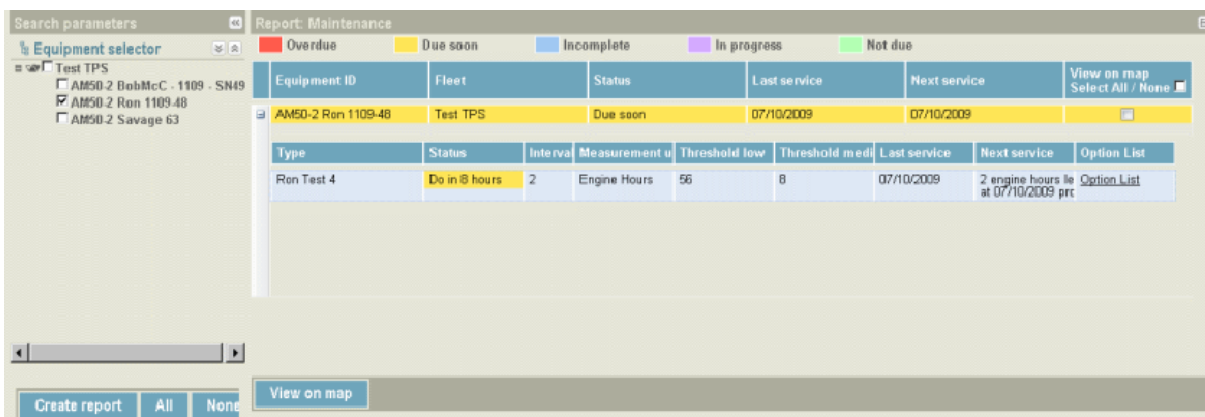 Search parameters
Report: Maintenance
Equipment selector
Test TPS
AM50-2 BobMcC - 1109 - SN49
AM50-2 Ron 1109-48
AM50-2 Savage 63
Create report
All
None
Overdue
Due soon
Incomplete
In progress
Not due
Equipment ID
Fleet
Status
Last service
Next service
View on map
Select All / None
AM50-2 Ron 1109-48
Test TPS
Due soon
07/10/2009
07/10/2009
Type
Status
Interval
Measurement u
Threshold low
Threshold medi
Last service
Next service
Option List
Ron Test 4
Do in 8 hours
2
Engine Hours
56
8
07/10/2009
2 engine hours le
at 07/10/2009 pro
Option List
View on map